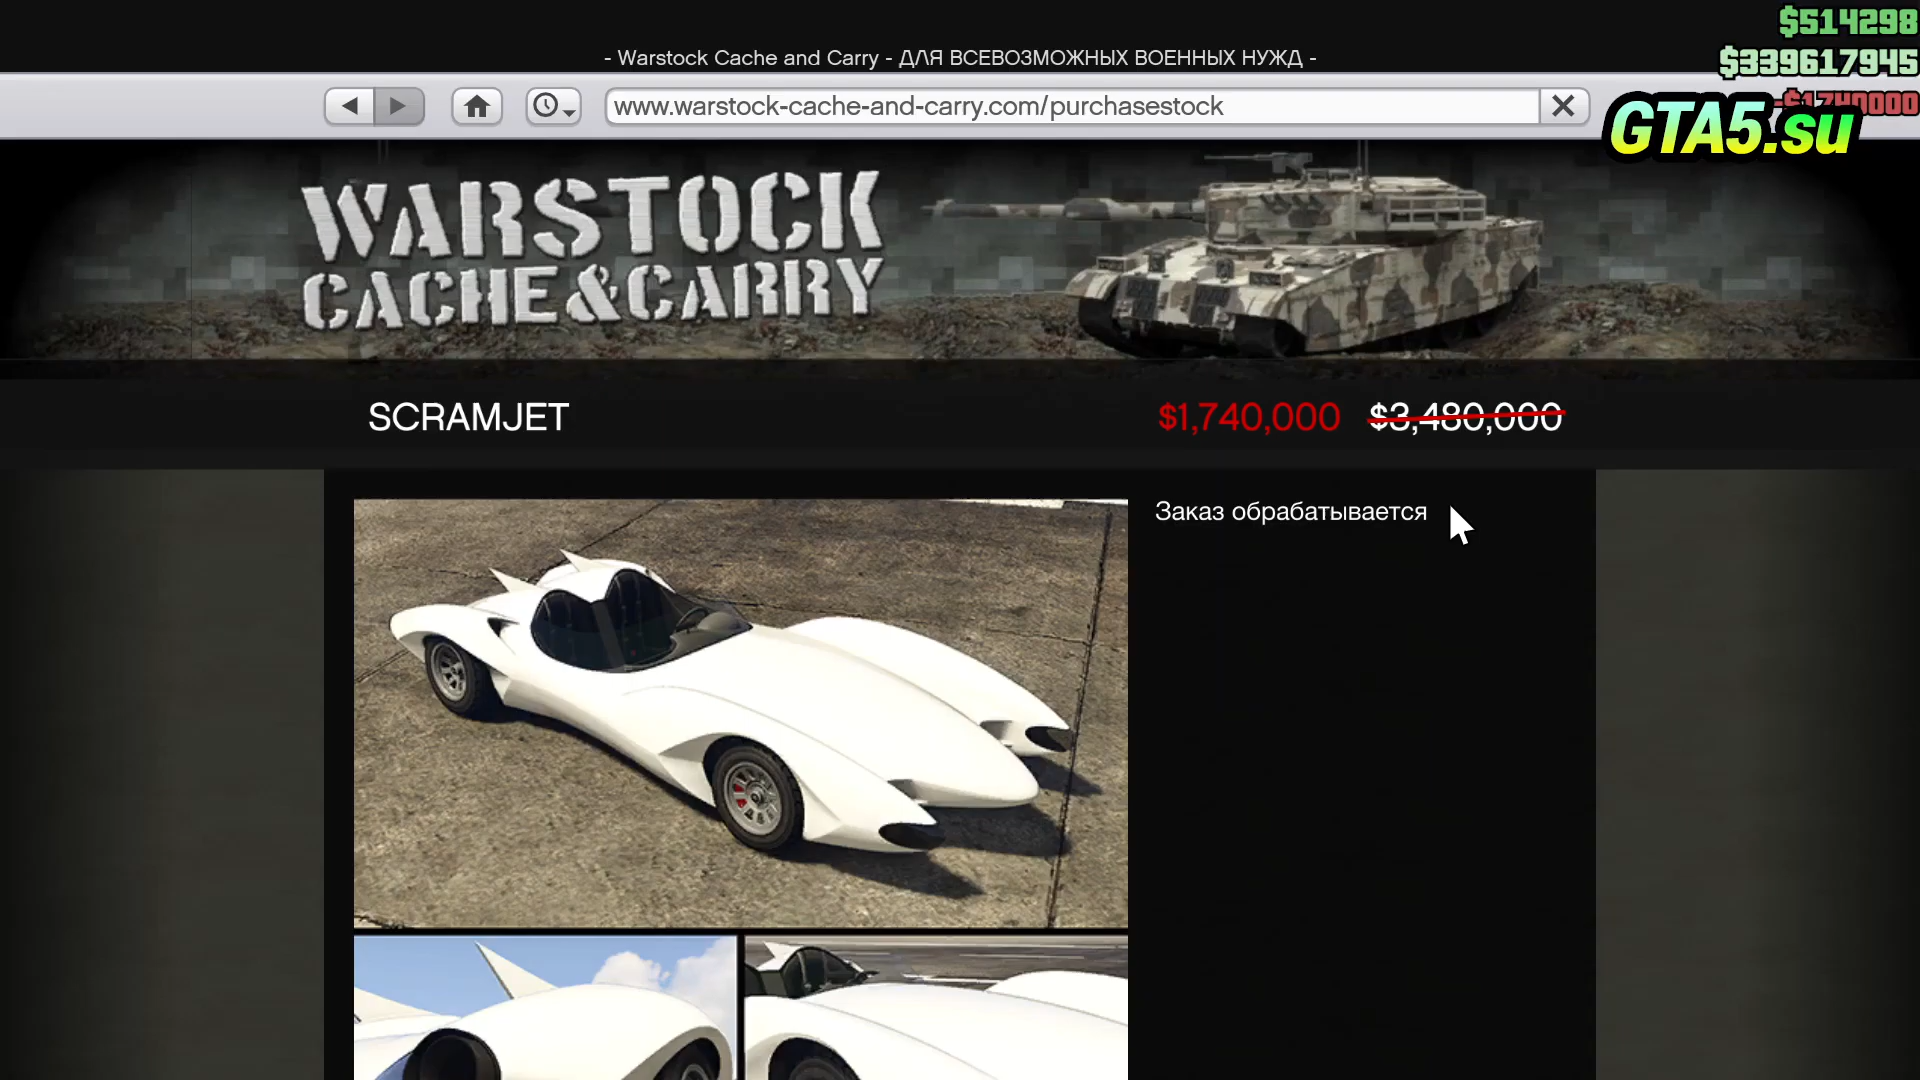 $514298
- Warstock Cache and Carry - ДЛЯ ВСЕВОЗМОЖНЫХ ВОЕННЫХ НУЖД -
$339617945
www.warstock-cache-and-carry.com/purchasestock
-$1740000
GTA5.su
WARSTOCK
CACHE & CARRY
SCRAMJET
$1,740,000 $3,480,000
Заказ обрабатывается